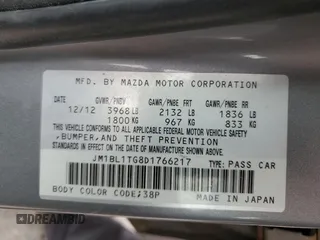 MFD. BY MAZDA MOTOR CORPORATION
GVWR/PNBV GAWR/PNBE FRT GAWR/PNBE RR
12/12 3968 LB 2132 LB 1836 LB
1800 KG 967 KG 833 KG
THIS VEHICLE CONFORMS TO ALL APPLICABLE
FEDERAL MOTOR VEHICLE SAFETY
BUMPER, AND THEFT PREVENTION
STANDARDS IN EFFECT ON THE
DATE OF MANUFACTURE SHOWN ABOVE.
JM1BL1TG8D1766217 TYPE: PASS CAR
BODY COLOR CODE: 38P MADE IN JAPAN
DREAMBID